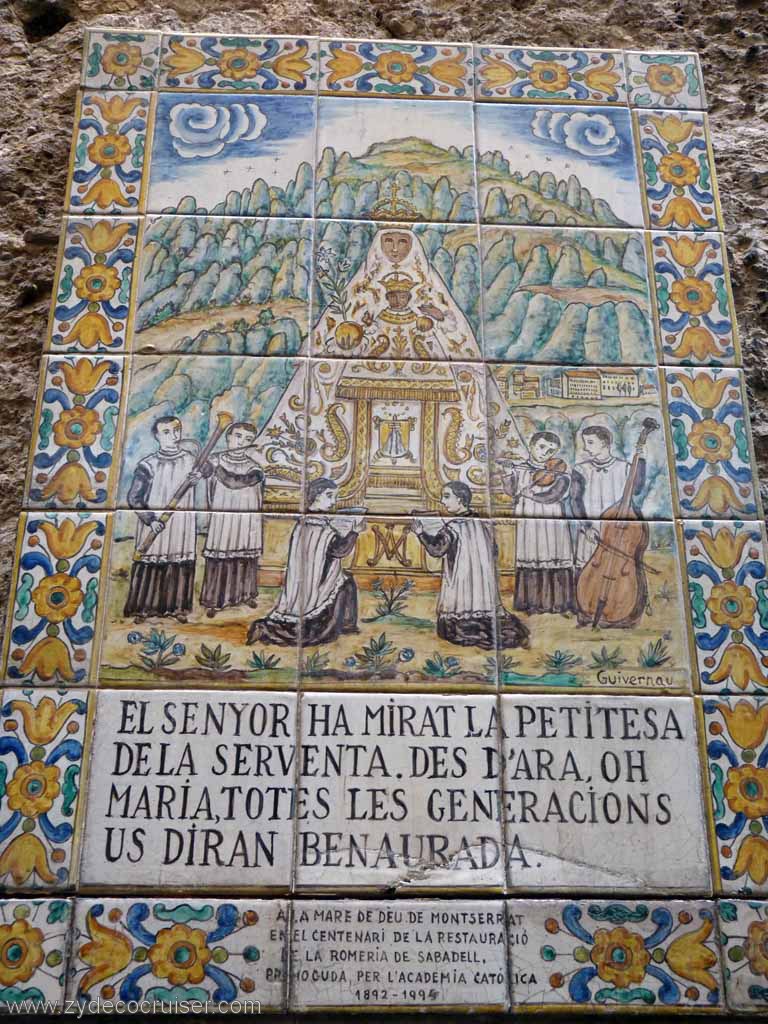 Guivernau
EL SENYOR HA MIRAT LA PETITESA
DE LA SERVENTA. DES D'ARA, OH
MARIA, TOTES LES GENERACIONS
US DIRAN BENAURADA.
A LA MARE DE DEU DE MONTSERRAT
EN EL CENTENARI DE LA RESTAURACIÓ
DE LA ROMERIA DE SABADELL,
PROMOGUDA, PER L'ACADEMIA CATÓLICA
1892-1994
© www.zydecocruiser.com